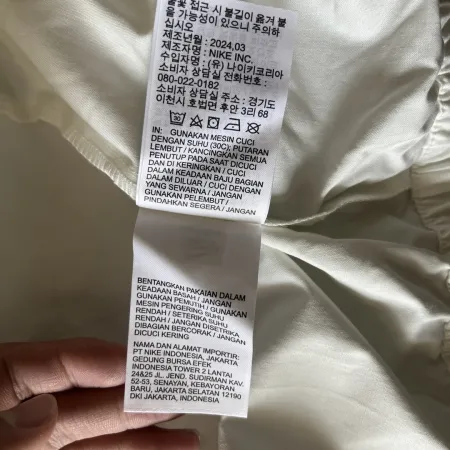 불꽃 접근 시 불길이 옮겨 붙
을 가능성이 있으니 주의하
십시오
제조년월 : 2024.03
제조자명 : NIKE INC.
수입자명 : (유) 나이키코리아
소비자 상담실 전화번호 :
080-022-0182
소비자 상담실 주소 : 경기도
이천시 호법면 후안 3리 68
30
IN: GUNAKAN MESIN CUCI
DENGAN SUHU (30C); PUTARAN
LEMBUT / KANCINGKAN SEMUA
PENUTUP PADA SAAT DICUCI
DAN DI KERINGKAN / CUCI
DALAM KEADAAN BAJU BAGIAN
DALAM DILUAR / CUCI DENGAN
YANG SEWARNA / JANGAN
GUNAKAN PELEMBUT /
PINDAHKAN SEGERA / JANGAN
BENTANGKAN PAKAIAN DALAM
KEADAAN BASAH / JANGAN
GUNAKAN PEMUTIH / GUNAKAN
MESIN PENGERING SUHU
RENDAH / SETERIKA SUHU
RENDAH / JANGAN DISETRIKA
DIBAGIAN BERCORAK / JANGAN
DICUCI KERING
NAMA DAN ALAMAT IMPORTIR:
PT NIKE INDONESIA, JAKARTA
GEDUNG BURSA EFEK
INDONESIA TOWER 2 LANTAI
24&25 JL. JEND. SUDIRMAN KAV.
52-53, SENAYAN, KEBAYORAN
BARU, JAKARTA SELATAN 12190
DKI JAKARTA, INDONESIA